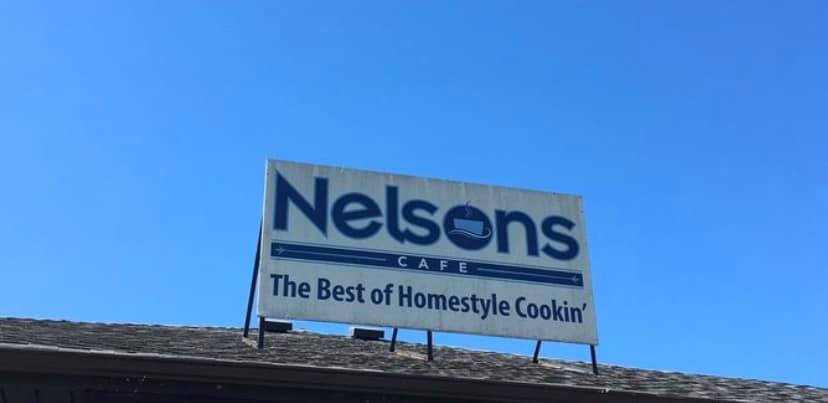 Nelsons
CAFE
The Best of Homestyle Cookin'